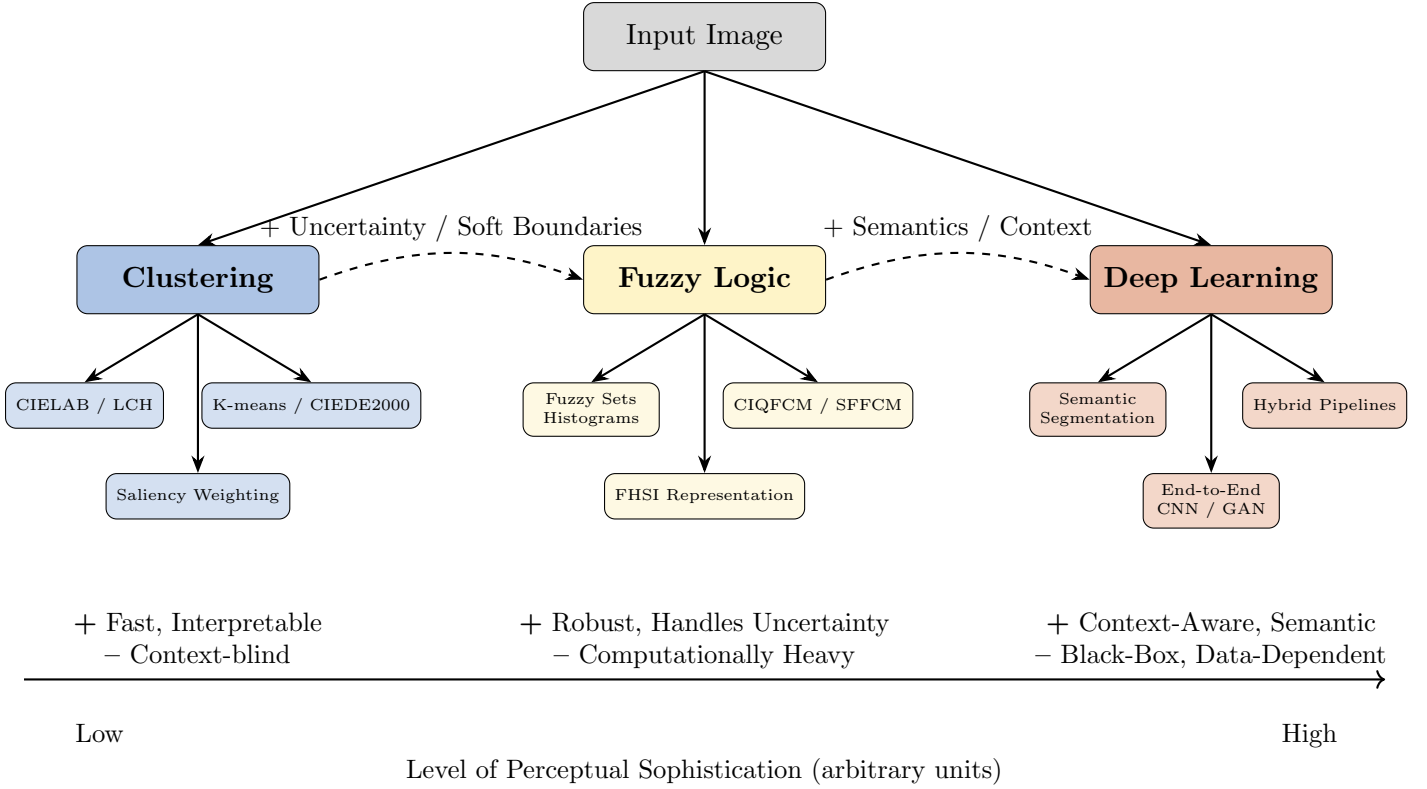 Input Image
+ Uncertainty / Soft Boundaries
+ Semantics / Context
Clustering
Fuzzy Logic
Deep Learning
CIELAB / LCH
K-means / CIEDE2000
Saliency Weighting
Fuzzy Sets
Histograms
CIQFCM / SFFCM
FHSI Representation
Semantic
Segmentation
Hybrid Pipelines
End-to-End
CNN / GAN
+ Fast, Interpretable
– Context-blind
+ Robust, Handles Uncertainty
– Computationally Heavy
+ Context-Aware, Semantic
– Black-Box, Data-Dependent
Low
High
Level of Perceptual Sophistication (arbitrary units)